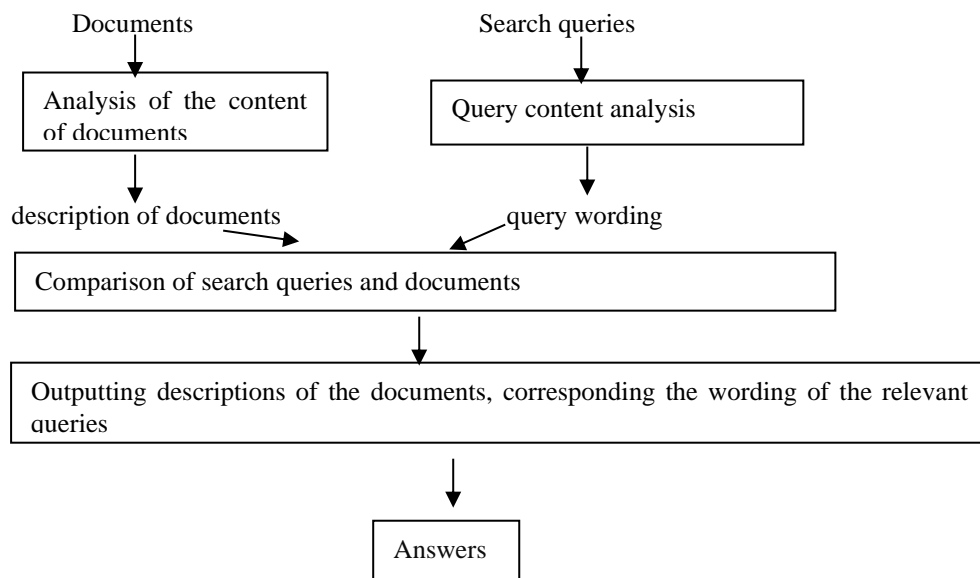 Documents
Search queries
Analysis of the content
of documents
Query content analysis
description of documents
query wording
Comparison of search queries and documents
Outputting descriptions of the documents, corresponding the wording of the relevant
queries
Answers